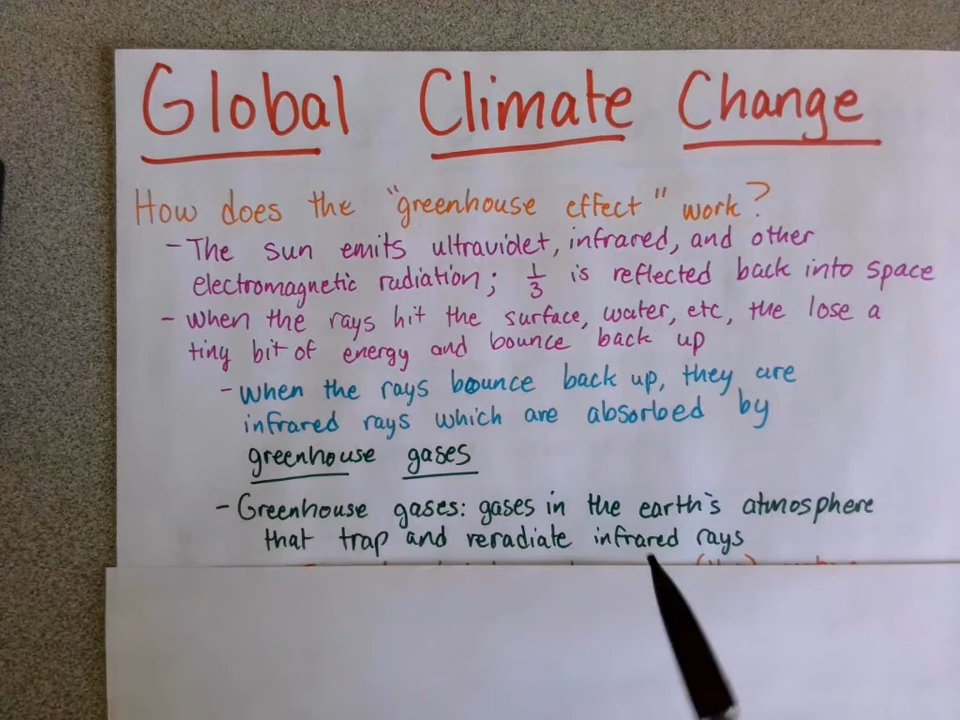 Global Climate Change
How does the "greenhouse effect" work?
- The sun emits ultraviolet, infrared, and other
electromagnetic radiation; 1/3 is reflected back into space
- When the rays hit the surface, water, etc, the lose a
tiny bit of energy and bounce back up
- When the rays bounce back up, they are
infrared rays which are absorbed by
greenhouse gases
- Greenhouse gases: gases in the earth's atmosphere
that trap and reradiate infrared rays